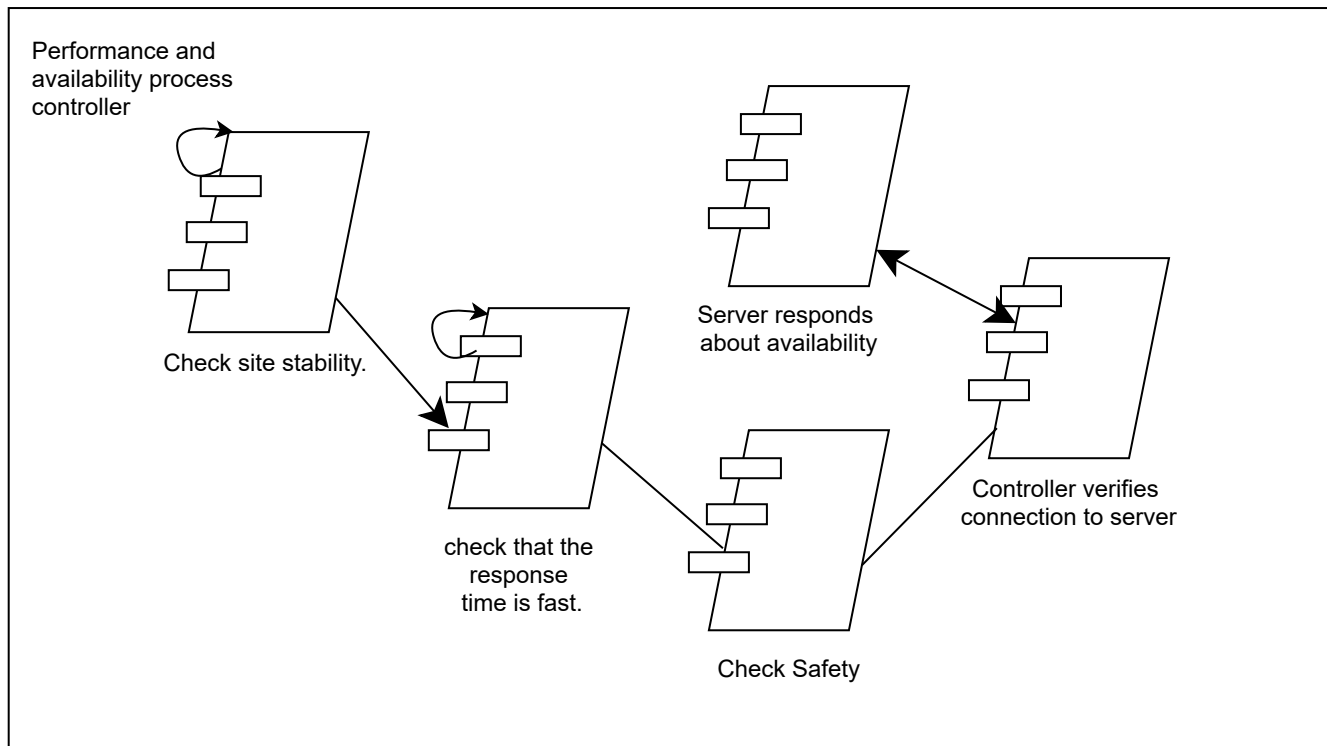 Performance and
availability process
controller
Check site stability.
check that the
response
time is fast.
Server responds
about availability
Check Safety
Controller verifies
connection to server